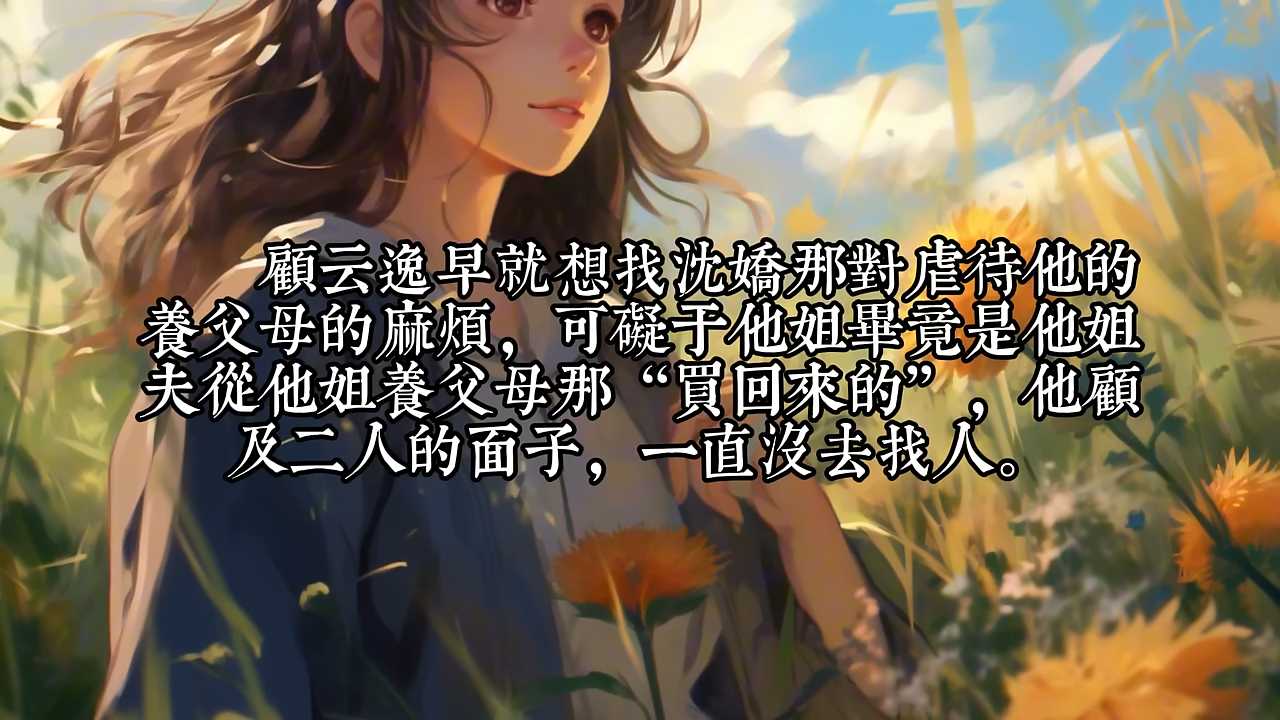 顧云逸早就想找沈嬌那對虐待他的
養父母的麻煩，可礙于他姐畢竟是他姐
夫從他姐養父母那“買回來的”，他顧
及二人的面子，一直沒去找人。